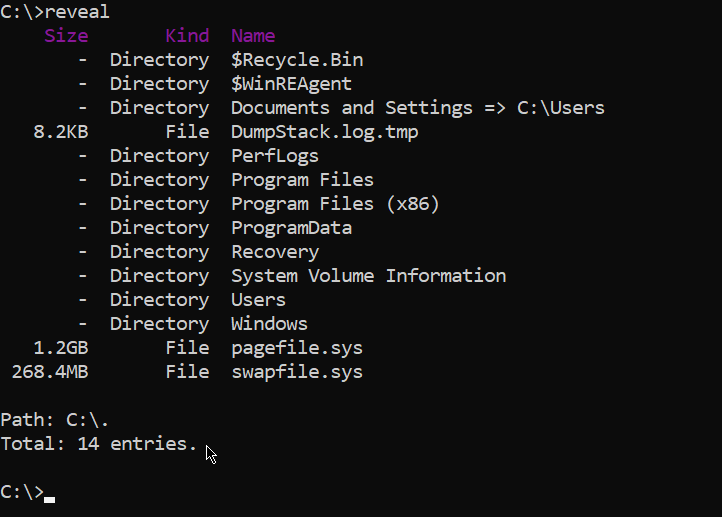 C:\>reveal
Size Kind Name
- Directory $Recycle.Bin
- Directory $WinREAgent
- Directory Documents and Settings => C:\Users
8.2KB File DumpStack.log.tmp
- Directory PerfLogs
- Directory Program Files
- Directory Program Files (x86)
- Directory ProgramData
- Directory Recovery
- Directory System Volume Information
- Directory Users
- Directory Windows
1.2GB File pagefile.sys
268.4MB File swapfile.sys
Path: C:\.
Total: 14 entries.
C:\>